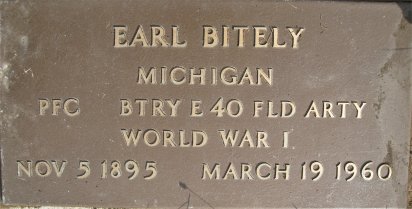 EARL BITELY
MICHIGAN
PFC BTRY E 40 FLD ARTY
WORLD WAR I
NOV 5 1895 MARCH 19 1960